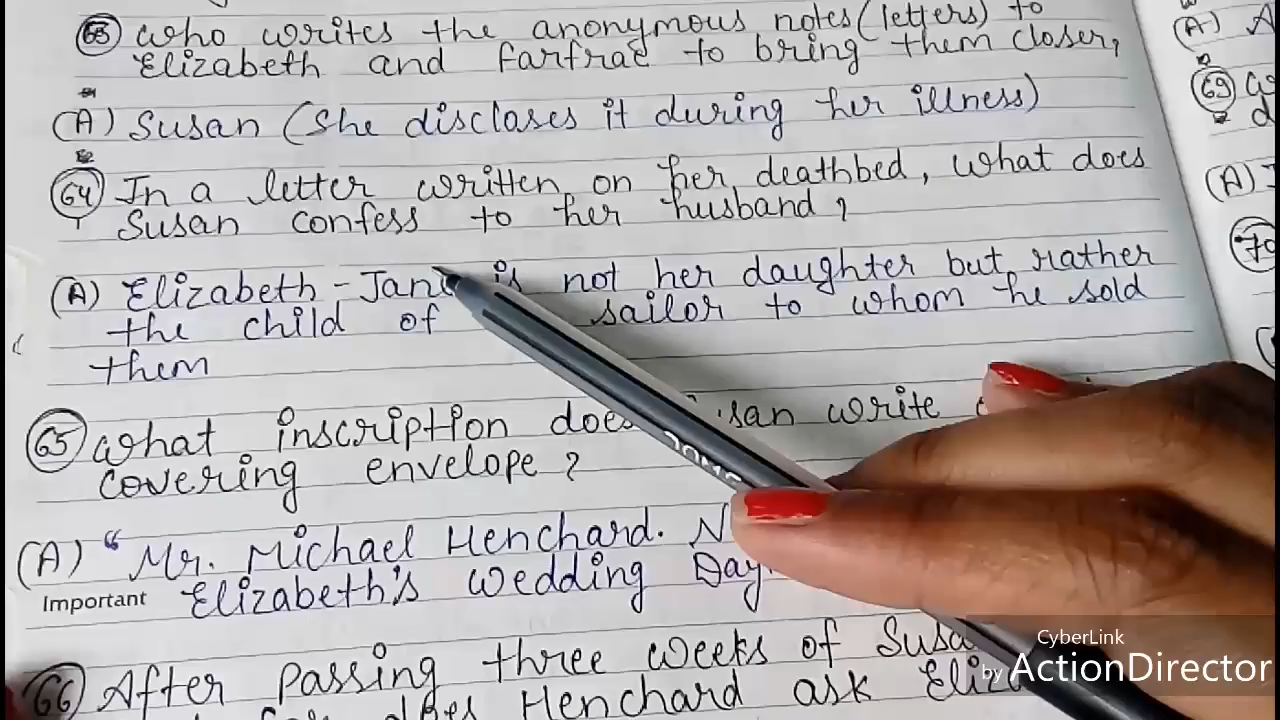 63 who writes the anonymous notes (letters) to
Elizabeth and farfrae to bring them closer,
(A) Susan (She discloses it during her illness)
64 In a letter written on her deathbed, what does
Susan confess to her husband?
(A) Elizabeth - Jane is not her daughter but rather
the child of sailor to whom he sold
them
65 What inscription does Susan write
covering envelope?
(A) "Mr. Michael Henchard.
Important Elizabeth's wedding Day
66 After passing three weeks of
Henchard ask
(A) A
69
d
(A)
70
CyberLink
by ActionDirector